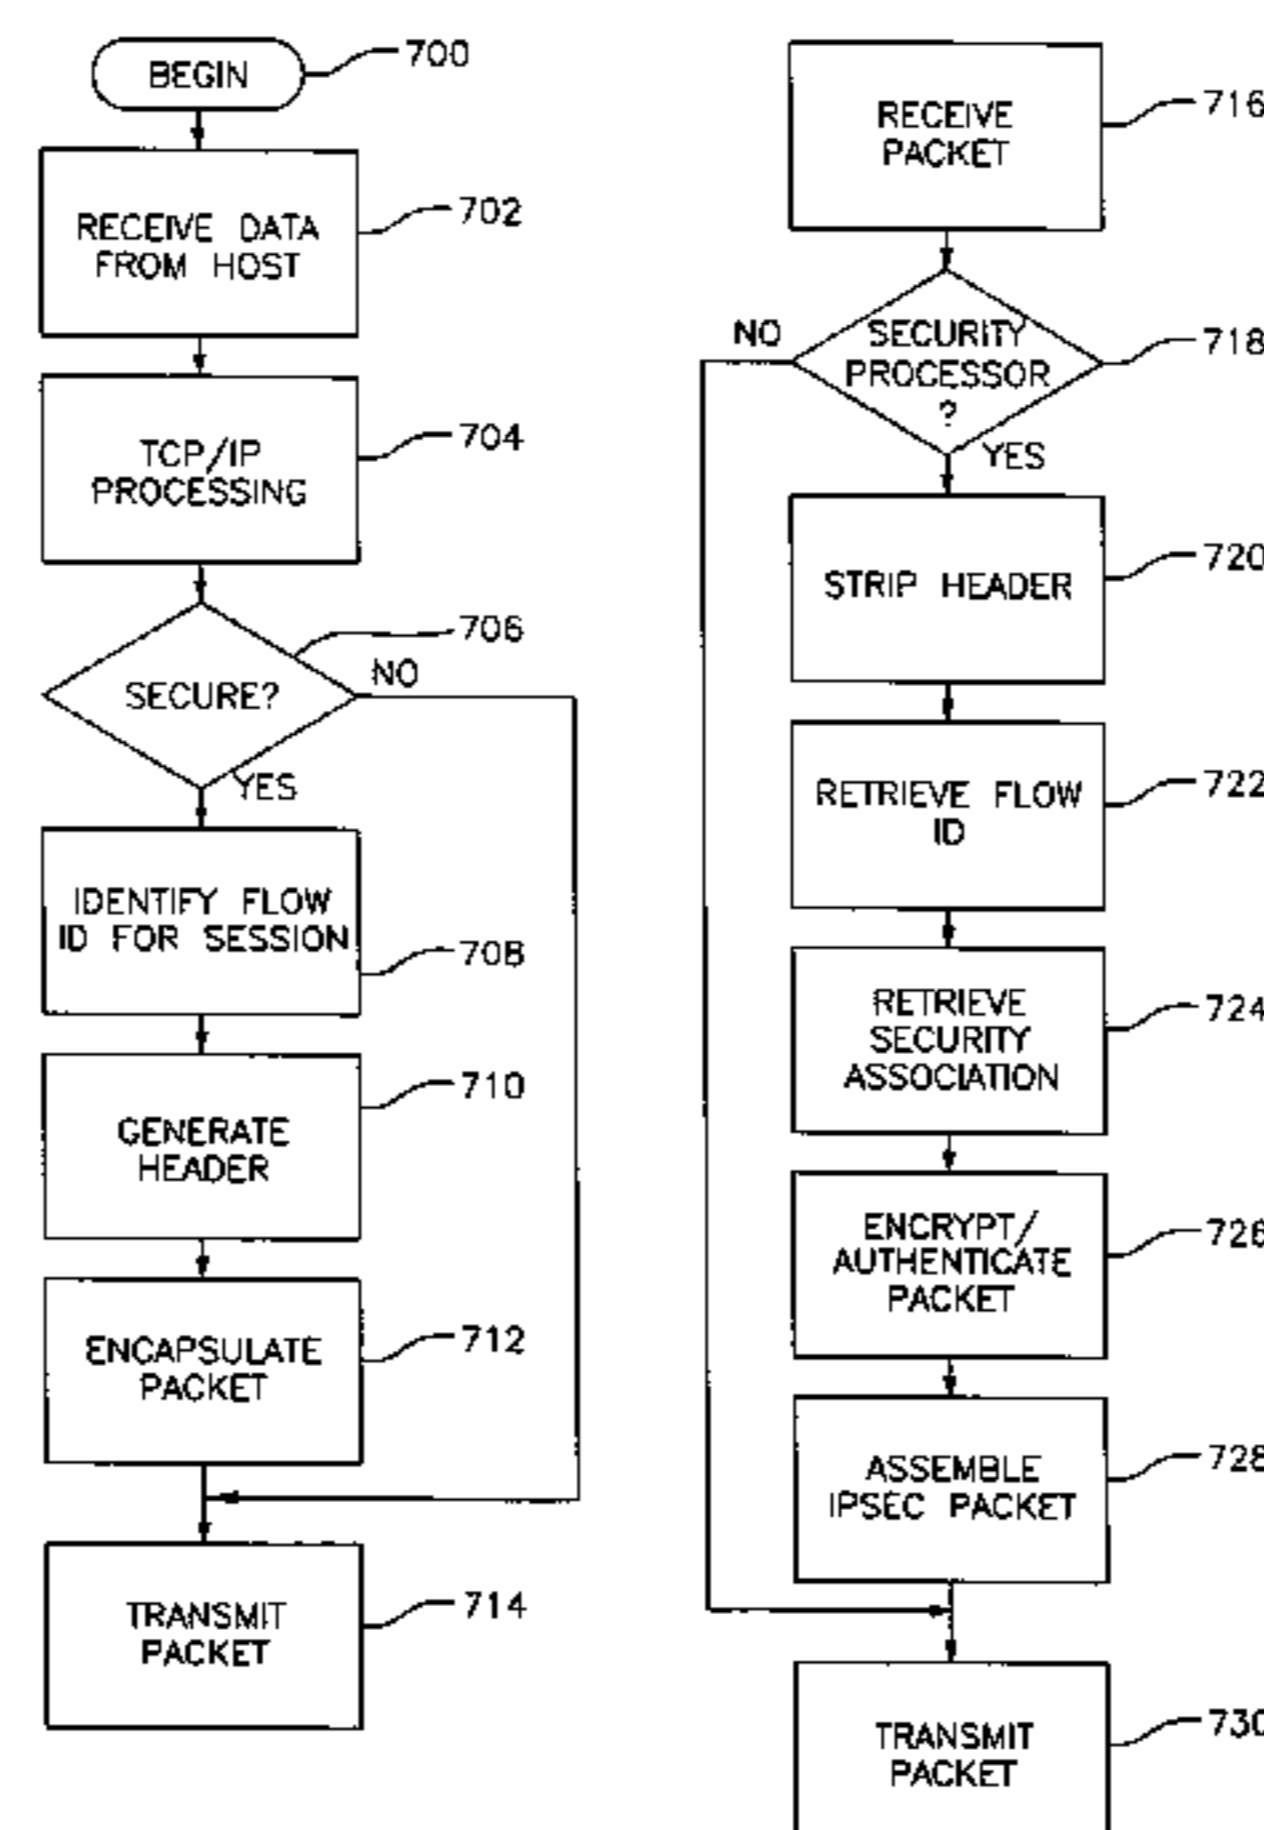 BEGIN
700
RECEIVE DATA
FROM HOST
702
TCP/IP
PROCESSING
704
SECURE?
706
NO
YES
IDENTIFY FLOW
ID FOR SESSION
708
GENERATE
HEADER
710
ENCAPSULATE
PACKET
712
TRANSMIT
PACKET
714
RECEIVE
PACKET
716
SECURITY
PROCESSOR
?
718
NO
YES
STRIP HEADER
720
RETRIEVE FLOW
ID
722
RETRIEVE
SECURITY
ASSOCIATION
724
ENCRYPT/
AUTHENTICATE
PACKET
726
ASSEMBLE
IPSEC PACKET
728
TRANSMIT
PACKET
730